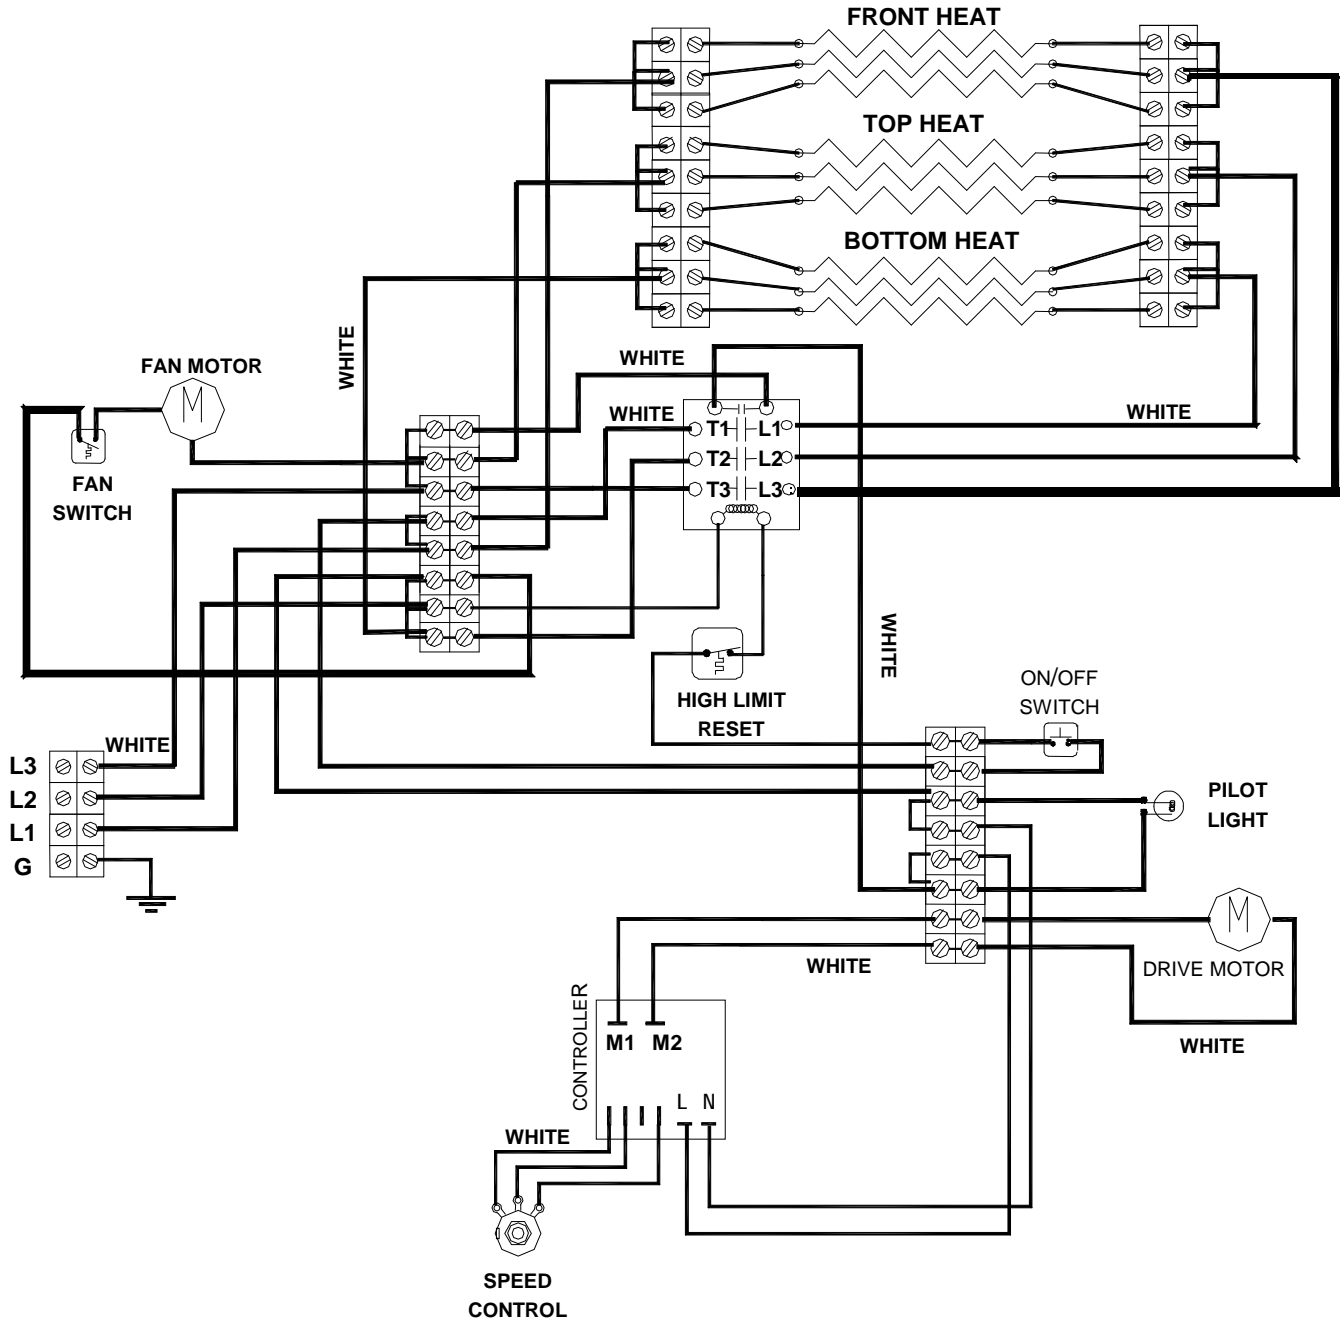 FRONT HEAT
TOP HEAT
BOTTOM HEAT
WHITE
FAN MOTOR
M
FAN
SWITCH
WHITE
WHITE
T1 L1
T2 L2
T3 L3
WHITE
WHITE
HIGH LIMIT
RESET
ON/OFF
SWITCH
WHITE
L3
L2
L1
G
PILOT
LIGHT
M
DRIVE MOTOR
WHITE
WHITE
CONTROLLER
M1 M2
L N
WHITE
SPEED
CONTROL